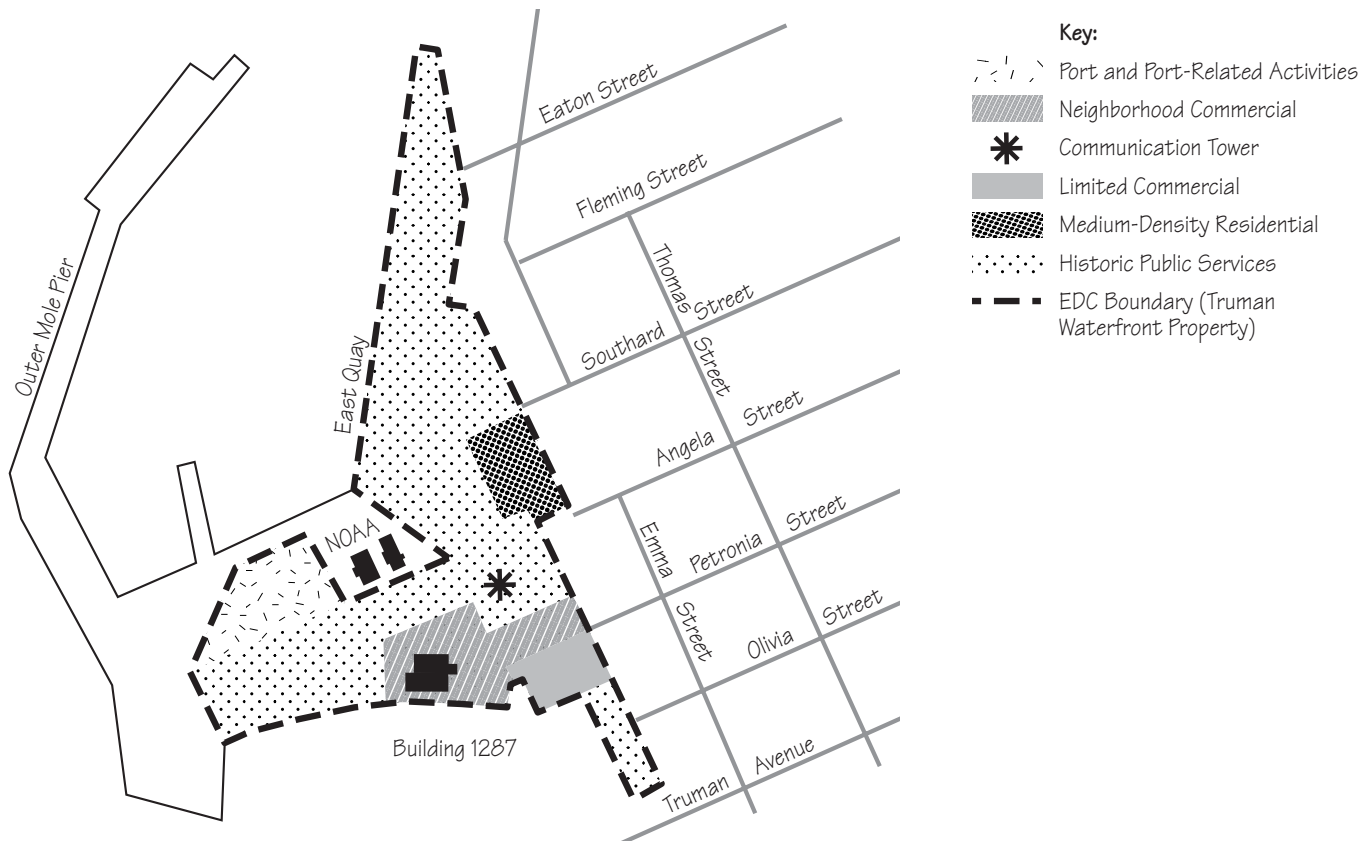 Key:
Port and Port-Related Activities
Neighborhood Commercial
Communication Tower
Limited Commercial
Medium-Density Residential
Historic Public Services
EDC Boundary (Truman
Waterfront Property)
Eaton Street
Fleming Street
Thomas
Street
Southard Street
Angela Street
Emma
Street
Petronia Street
Olivia Street
Truman Avenue
Outer Mole Pier
East Quay
NOAA
Building 1287